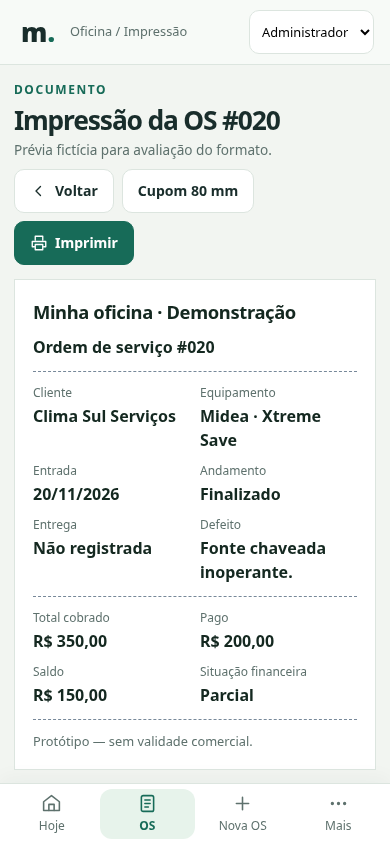 m.
Oficina / Impressão
Administrador
DOCUMENTO
Impressão da OS #020
Prévia fictícia para avaliação do formato.
Voltar
Cupom 80 mm
Imprimir
Minha oficina · Demonstração
Ordem de serviço #020
Cliente
Clima Sul Serviços
Equipamento
Midea · Xtreme
Save
Entrada
20/11/2026
Andamento
Finalizado
Entrega
Não registrada
Defeito
Fonte chaveada
inoperante.
Total cobrado
R$ 350,00
Pago
R$ 200,00
Saldo
R$ 150,00
Situação financeira
Parcial
Protótipo — sem validade comercial.
Hoje
OS
Nova OS
Mais